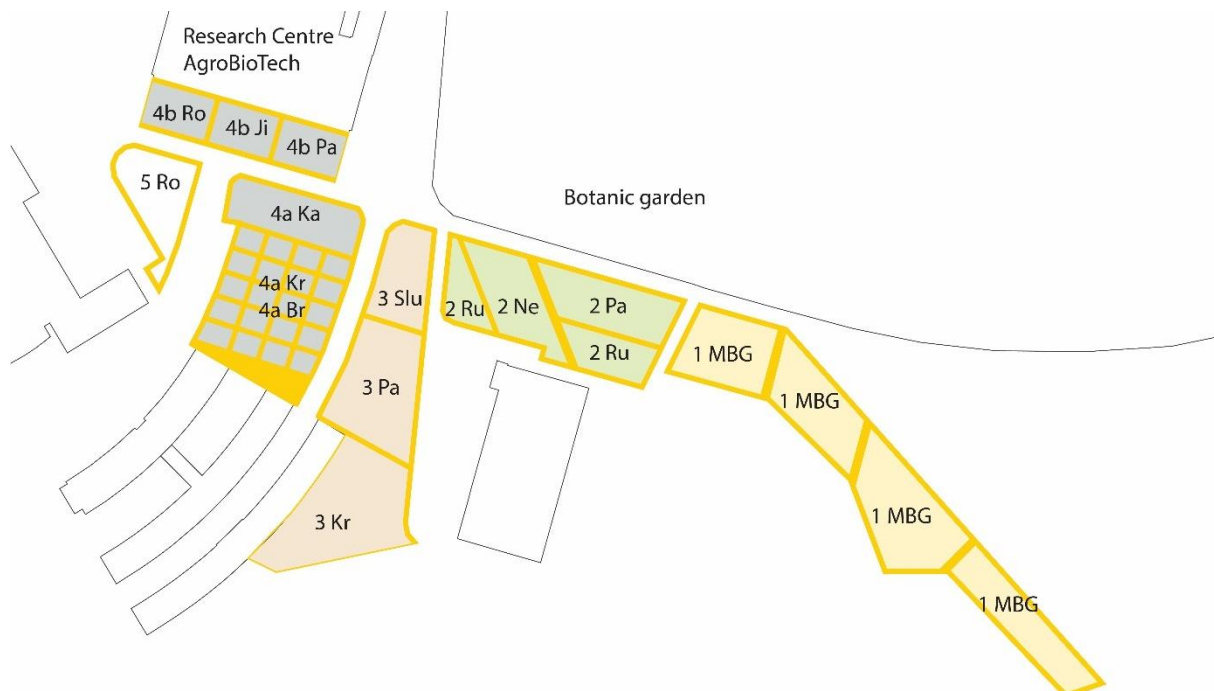 Research Centre
AgroBioTech
4b Ro
4b Ji
4b Pa
5 Ro
4a Ka
Botanic garden
4a Kr
4a Br
3 Slu
2 Ru
2 Ne
2 Pa
2 Ru
1 MBG
3 Pa
1 MBG
3 Kr
1 MBG
1 MBG